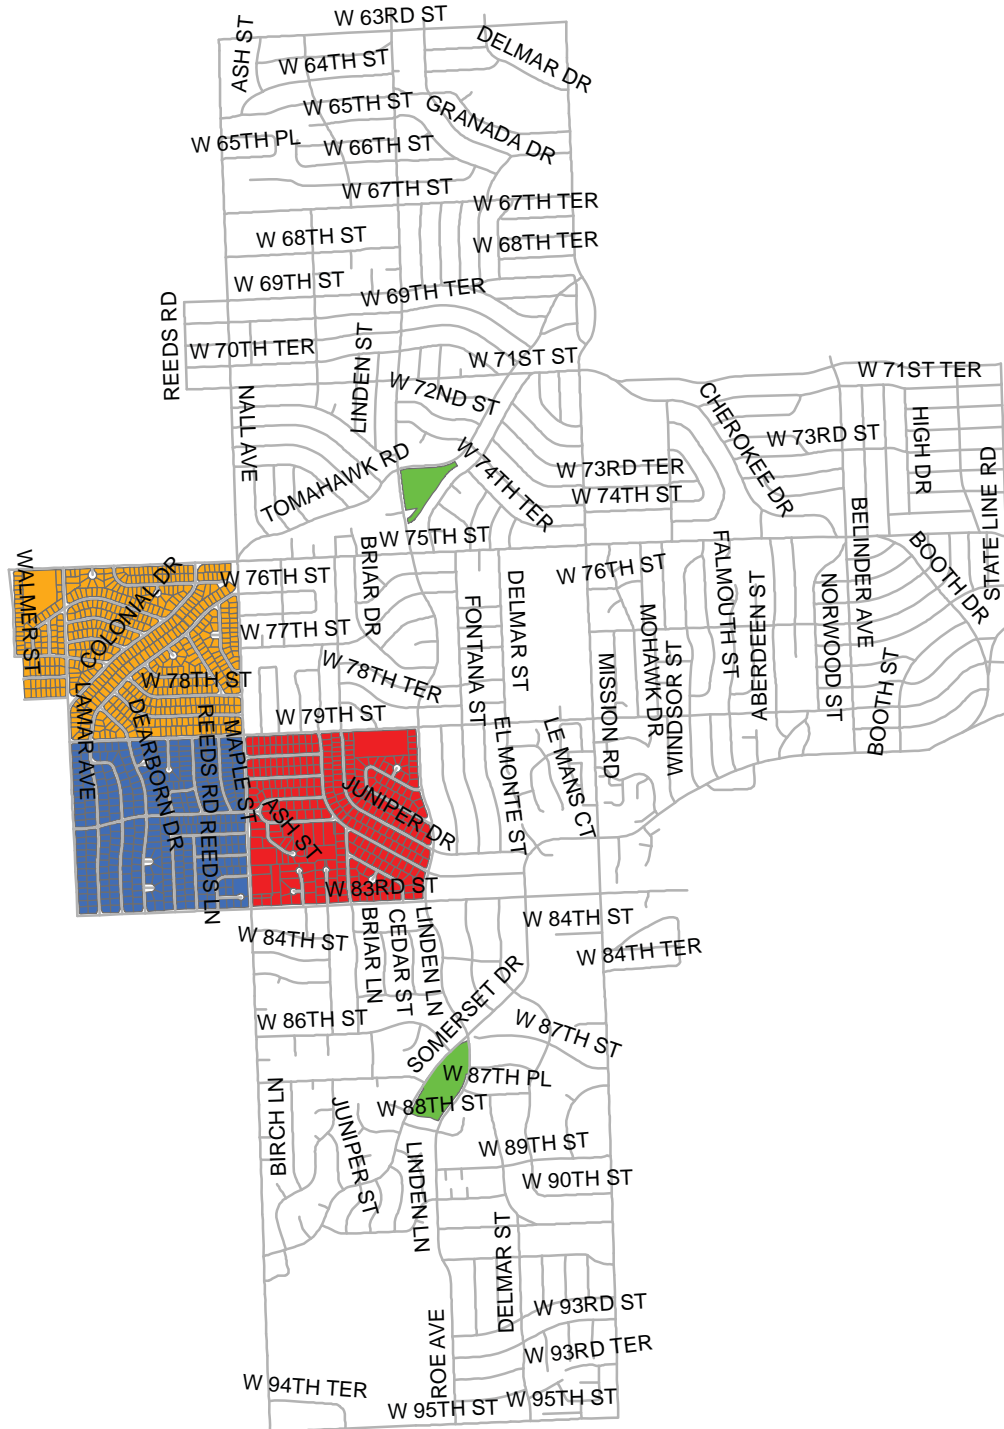 W 63RD ST
ASH ST
DELMAR DR
W 64TH ST
W 65TH ST
GRANADA DR
W 65TH PL
W 66TH ST
W 67TH ST
W 67TH TER
W 68TH ST
W 68TH TER
W 69TH ST
W 69TH TER
REEDS RD
W 70TH TER
LINDEN ST
W 71ST ST
W 71ST TER
W 72ND ST
NALL AVE
CHEROKEE DR
HIGH DR
W 73RD ST
TOMAHAWK RD
W 74TH TER
W 73RD TER
W 74TH ST
STATE LINE RD
BELINDER AVE
W 75TH ST
BRIAR DR
WALMER ST
COLONIAL DR
W 76TH ST
W 76TH ST
FALMOUTH ST
BOOTH DR
DELMAR ST
FONTANA ST
ABERDEEN ST
NORWOOD ST
MOHAWK DR
W 77TH ST
WINDSOR ST
MISSION RD
BOOTH ST
W 78TH TER
W 78TH ST
LAMAR AVE
DEARBORN DR
REEDS RD
MAPLE ST
W 79TH ST
EL MONTE ST
LE MANS CT
JUNIPER DR
ASH ST
REEDS LN
W 83RD ST
BRIAR LN
CEDAR ST
LINDEN LN
W 84TH ST
W 84TH ST
W 84TH TER
SOMERSET DR
W 86TH ST
W 87TH ST
W 87TH PL
W 88TH ST
BIRCH LN
JUNIPER ST
LINDEN LN
W 89TH ST
W 90TH ST
DELMAR ST
W 93RD ST
ROE AVE
W 93RD TER
W 94TH TER
W 95TH ST
W 95TH ST